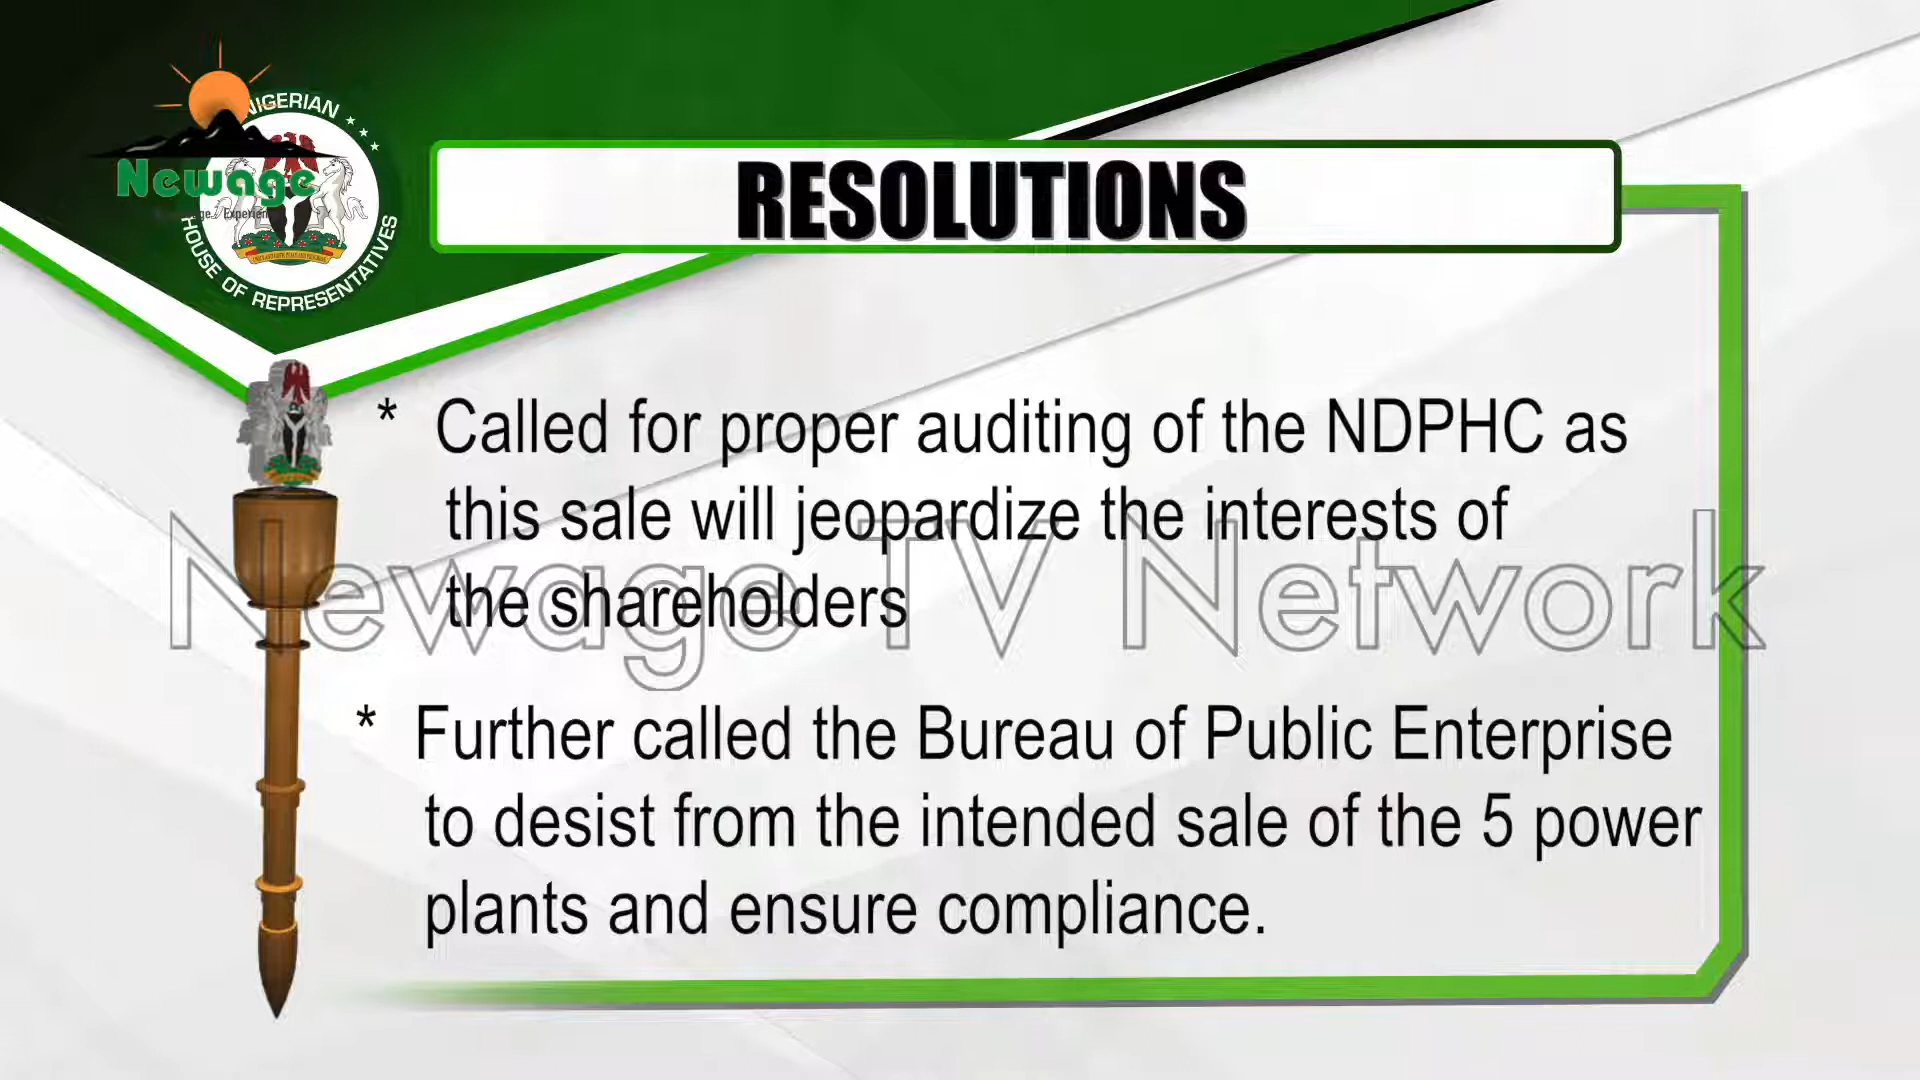 NIGERIAN
Newage
HOUSE OF REPRESENTATIVES
RESOLUTIONS
* Called for proper auditing of the NDPHC as
this sale will jeopardize the interests of
the shareholders
Newage TV Network
* Further called the Bureau of Public Enterprise
to desist from the intended sale of the 5 power
plants and ensure compliance.